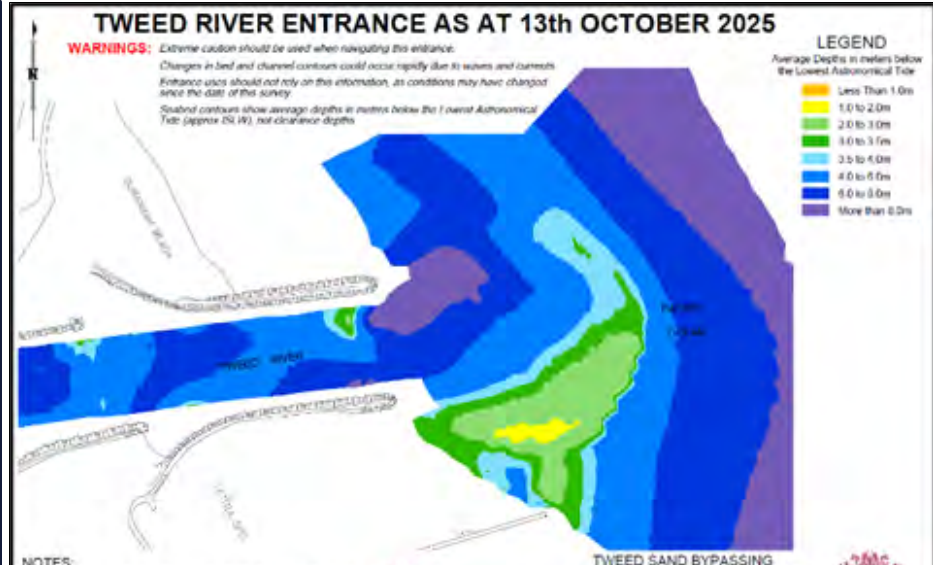 TWEED RIVER ENTRANCE AS AT 13th OCTOBER 2025
WARNINGS: Extreme caution should be used when navigating this entrance.
Changes in bed and channel contours could occur rapidly due to waves and currents
Entrance uses should not rely on this information, as conditions may have changed
since the date of this survey.
Seabed contours show average depths in meters below the Lowest Astronomical
Tide (approx ISLW), not clearance depths
N
LEGEND
Average Depths in meters below
the Lowest Astronomical Tide
Less Than 1.0m
1.0 to 2.0m
2.0 to 3.0m
3.0 to 3.5m
3.5 to 4.0m
4.0 to 6.0m
6.0 to 8.0m
More than 8.0m
TWEED RIVER
NOTES:
TWEED SAND BYPASSING